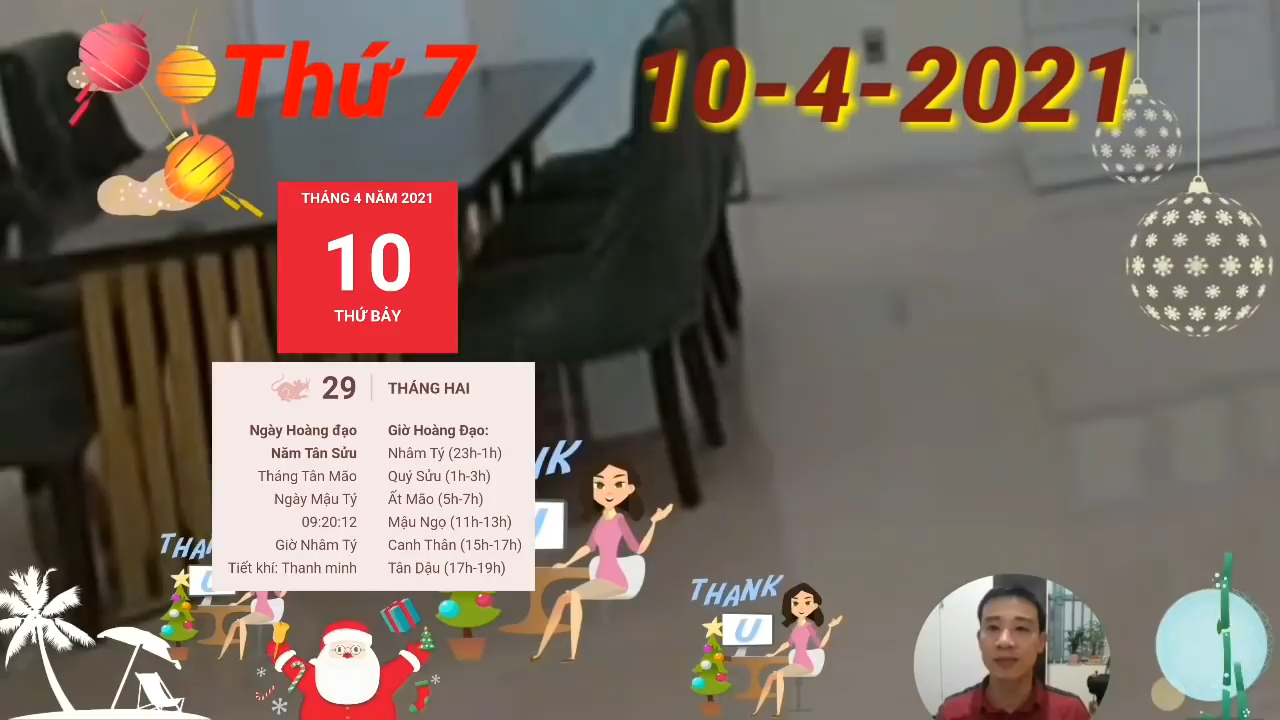 Thứ 7
10-4-2021
THÁNG 4 NĂM 2021
10
THỨ BẢY
29
THÁNG HAI
Ngày Hoàng đạo
Năm Tân Sửu
Tháng Tân Mão
Ngày Mậu Tý
09:20:12
Giờ Nhâm Tý
Tiết khí: Thanh minh
Giờ Hoàng Đạo:
Nhâm Tý (23h-1h)
Quý Sửu (1h-3h)
Ất Mão (5h-7h)
Mậu Ngọ (11h-13h)
Canh Thân (15h-17h)
Tân Dậu (17h-19h)
THANK
U